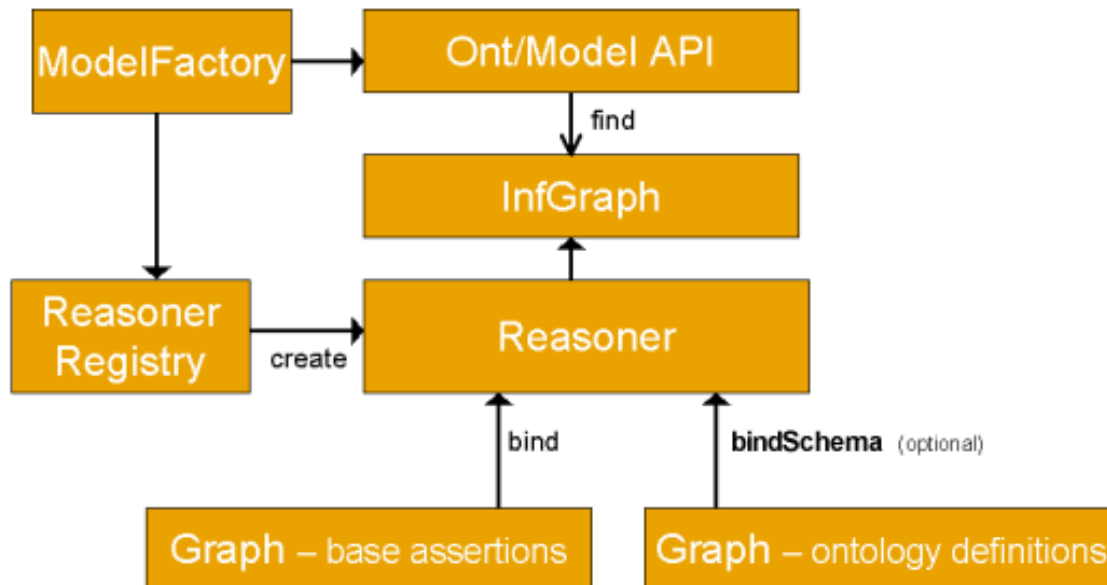 ModelFactory
Ont/Model API
find
InfGraph
Reasoner
Registry
create
Reasoner
bind
bindSchema (optional)
Graph – base assertions
Graph – ontology definitions